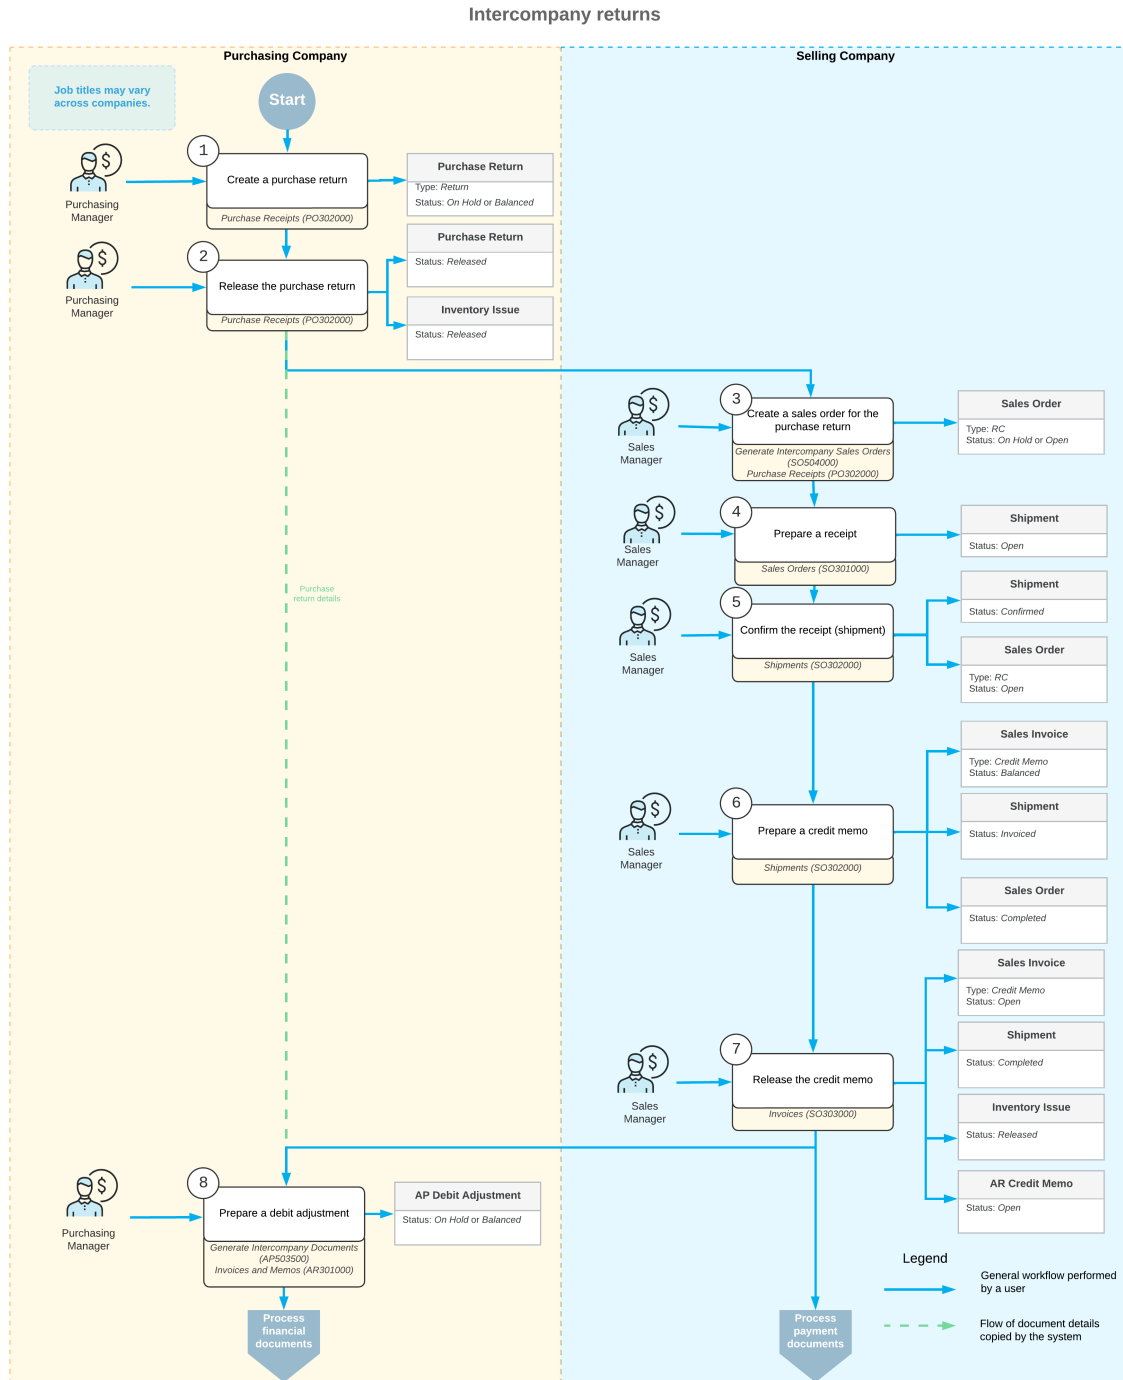 Intercompany returns
Purchasing Company
Selling Company
Job titles may vary
across companies.
Start
1
Create a purchase return
Purchase Receipts (PO302000)
Purchasing
Manager
Purchase Return
Type: Return
Status: On Hold or Balanced
2
Release the purchase return
Purchase Receipts (PO302000)
Purchasing
Manager
Purchase Return
Status: Released
Inventory Issue
Status: Released
3
Create a sales order for the
purchase return
Generate Intercompany Sales Orders
(SO504000)
Purchase Receipts (PO302000)
Sales
Manager
Sales Order
Type: RC
Status: On Hold or Open
4
Prepare a receipt
Sales Orders (SO301000)
Sales
Manager
Shipment
Status: Open
Purchase
return details
5
Confirm the receipt (shipment)
Shipments (SO302000)
Sales
Manager
Shipment
Status: Confirmed
Sales Order
Type: RC
Status: Open
6
Prepare a credit memo
Shipments (SO302000)
Sales
Manager
Sales Invoice
Type: Credit Memo
Status: Balanced
Shipment
Status: Invoiced
Sales Order
Status: Completed
7
Release the credit memo
Invoices (SO303000)
Sales
Manager
Sales Invoice
Type: Credit Memo
Status: Open
Shipment
Status: Completed
Inventory Issue
Status: Released
AR Credit Memo
Status: Open
8
Prepare a debit adjustment
Generate Intercompany Documents
(AP503500)
Invoices and Memos (AR301000)
Purchasing
Manager
AP Debit Adjustment
Status: On Hold or Balanced
Process
financial
documents
Process
payment
documents
Legend
General workflow performed
by a user
Flow of document details
copied by the system